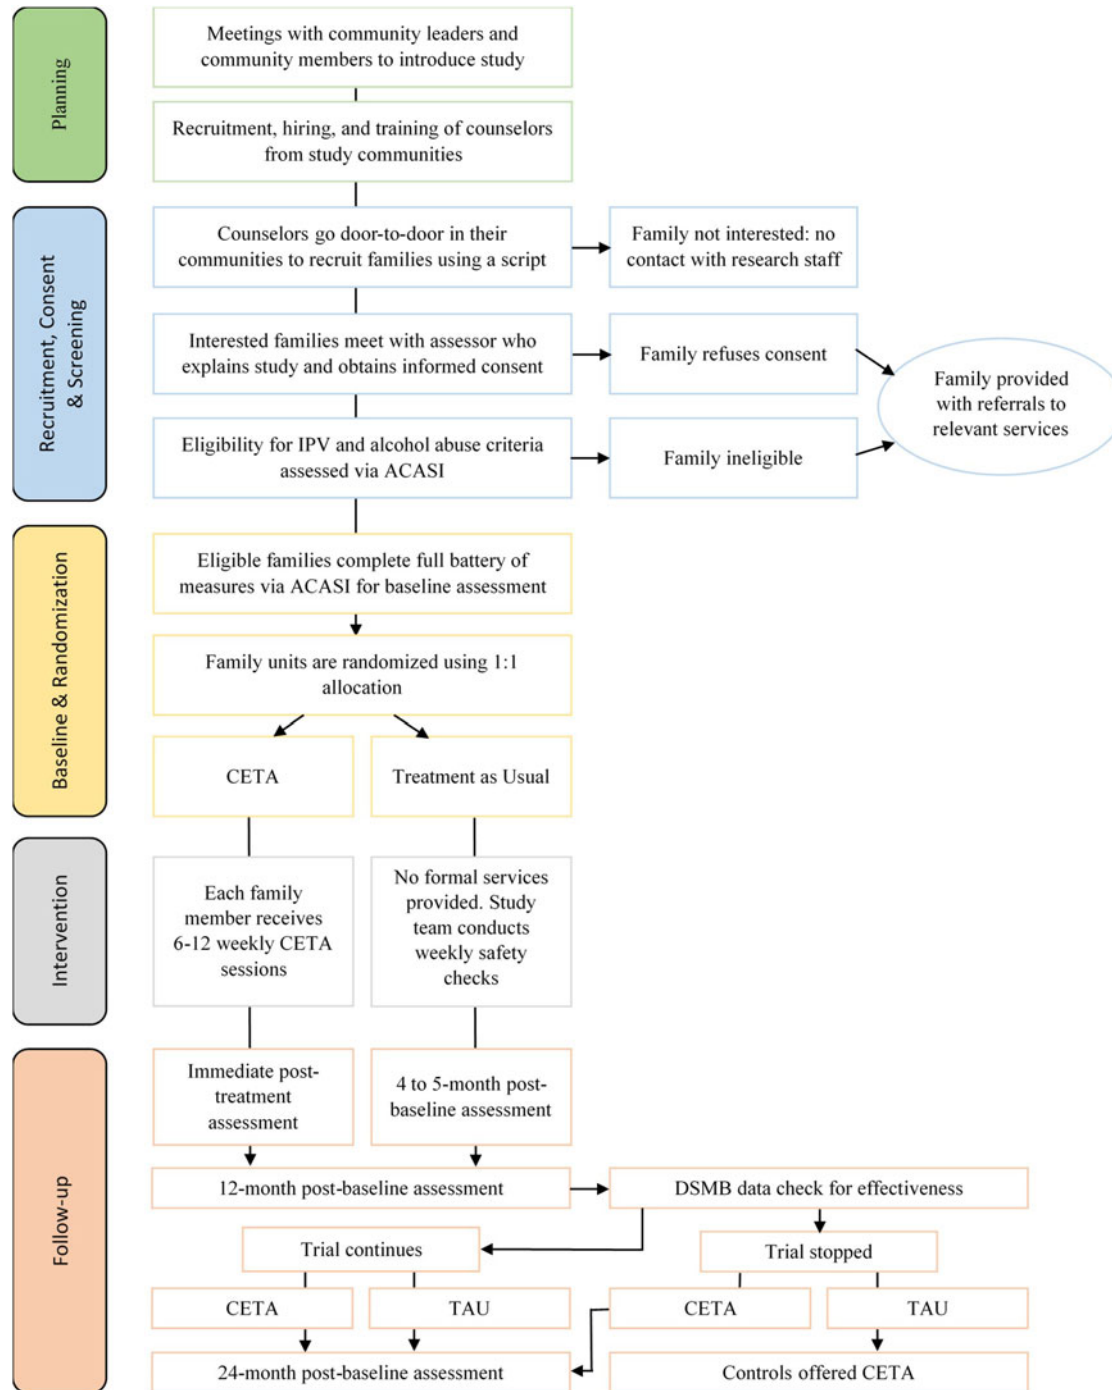 Planning
Meetings with community leaders and
community members to introduce study
Recruitment, hiring, and training of counselors
from study communities
Recruitment, Consent
& Screening
Counselors go door-to-door in their
communities to recruit families using a script
Family not interested: no
contact with research staff
Interested families meet with assessor who
explains study and obtains informed consent
Family refuses consent
Family provided
with referrals to
relevant services
Eligibility for IPV and alcohol abuse criteria
assessed via ACASI
Family ineligible
Baseline & Randomization
Eligible families complete full battery of
measures via ACASI for baseline assessment
Family units are randomized using 1:1
allocation
CETA
Treatment as Usual
Intervention
Each family
member receives
6-12 weekly CETA
sessions
No formal services
provided. Study
team conducts
weekly safety
checks
Follow-up
Immediate post-
treatment
assessment
4 to 5-month post-
baseline assessment
12-month post-baseline assessment
DSMB data check for effectiveness
Trial continues
Trial stopped
CETA
TAU
CETA
TAU
24-month post-baseline assessment
Controls offered CETA